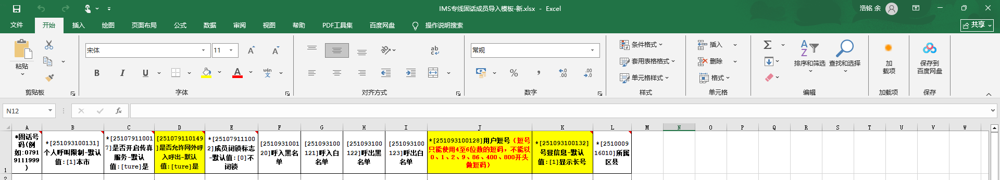 IMS专线固话成员导入模板-新.xlsx - Excel
浩铭 余
文件 开始 插入 绘图 页面布局 公式 数据 审阅 视图 帮助 PDF工具集 百度网盘 操作说明搜索 共享
宋体 11 A A
ab c
常规
条件格式
插入
Σ
A Z
粘贴
套用表格格式
删除
排序和筛选 查找和选择
加载项
保存到
百度网盘
B I U A wén 文
% , .0 .00 .00 .0
单元格样式
格式
剪贴板 字体 对齐方式 数字 样式 单元格 编辑 加载项 保存
N12 fx
A B C D E F G H I J K L M N O P Q R S T U V W
1
*固话号
码(例
如:0791
9111999
)
*[251093100131]
个人呼叫限制-默认
值:[1]本市
*[25107911001
7]是否开启传真
服务-默认
值:[ture]是
[251079110149
]是否允许网外呼
入呼出-默认
值:[ture]是
*[25107911100
2]成员闭锁标志
-默认值:[0]不
闭锁
[2510931001
20]呼入黑名
单
[251093100
121]呼入白
名单
[251093100
122]呼出黑
名单
[251093100
123]呼出白
名单
*[251093100128]用户短号(短号
只能使用4至6位数的短码，不能以
0、1、2、9、86、400、800开头
做短码)
*[251093100132]
号显信息-默认
值:[1]显示长号
*[2510009
16010]所属
区县
2